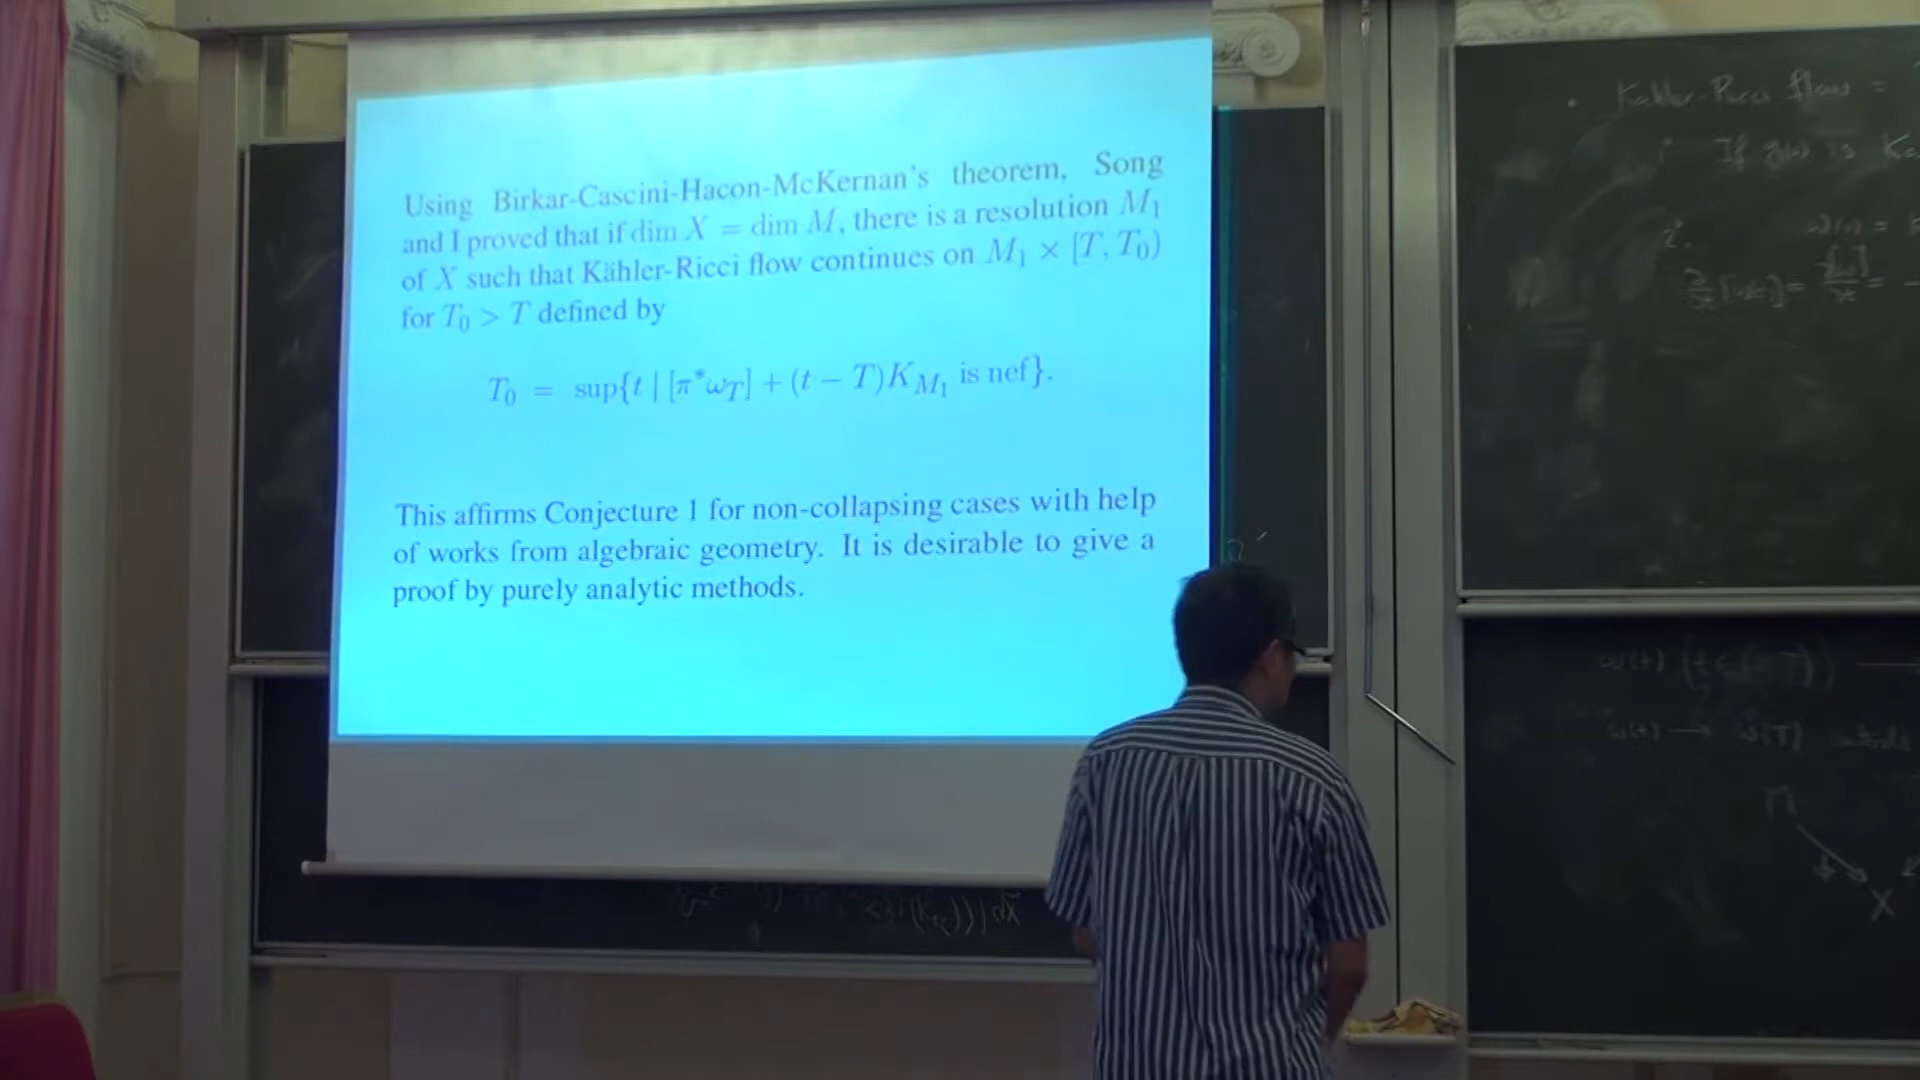 Using Birkar-Cascini-Hacon-McKernan's theorem, Song
and I proved that if dim X = dim M, there is a resolution M₁
of X such that Kähler-Ricci flow continues on M₁ × [T, T₀)
for T₀ > T defined by
T₀ = sup{t | [π*ω_T] + (t − T)K_{M₁} is nef}.
This affirms Conjecture 1 for non-collapsing cases with help
of works from algebraic geometry. It is desirable to give a
proof by purely analytic methods.
Kahler-Ricci flow =
If
2.
ω(t)
ω(t) →
X